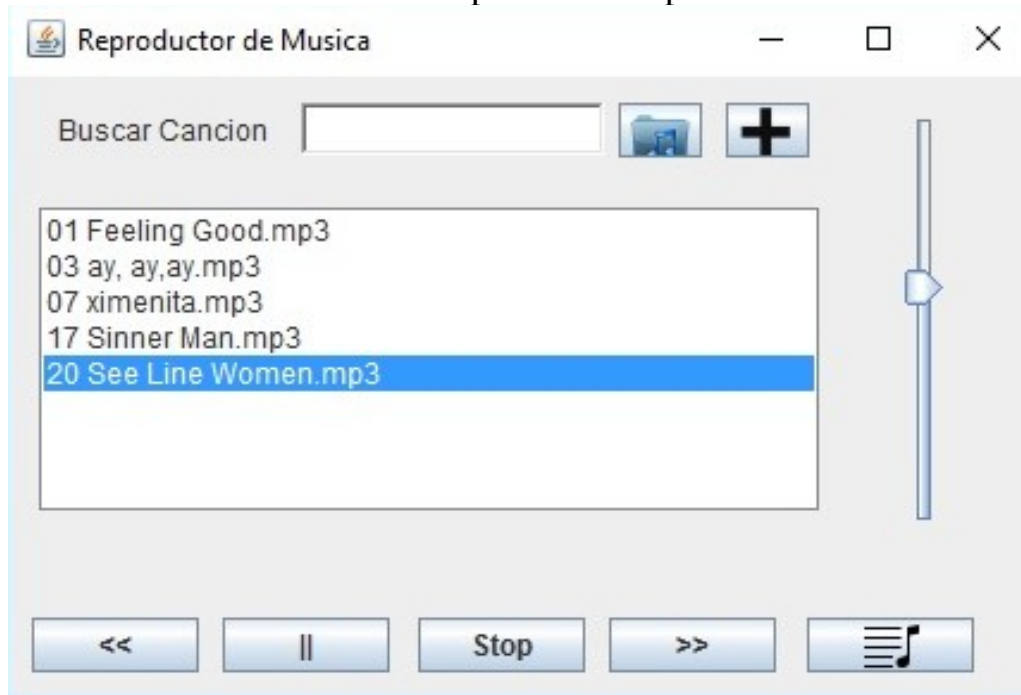 Reproductor de Musica
Buscar Cancion
01 Feeling Good.mp3
03 ay, ay,ay.mp3
07 ximenita.mp3
17 Sinner Man.mp3
20 See Line Women.mp3
<< || Stop >>